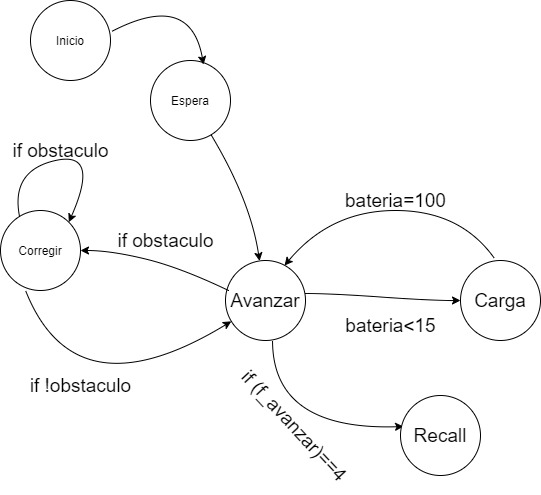 Inicio
Espera
if obstaculo
bateria=100
if obstaculo
Corregir
Avanzar
Carga
bateria<15
if !obstaculo
if (f_avanzar)==4
Recall